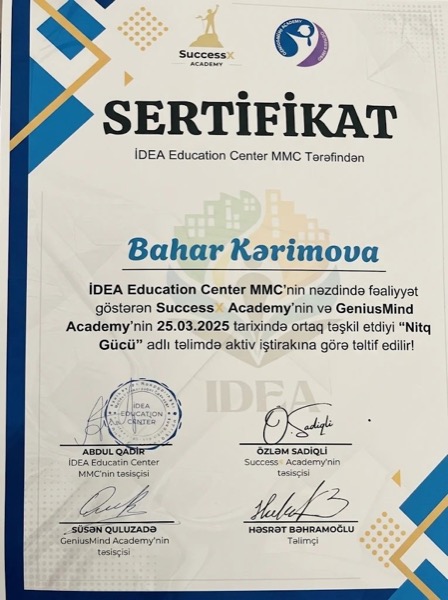 SuccessX
ACADEMY
SERTİFİKAT
İDEA Education Center MMC Tərəfindən
Bahar Kərimova
İDEA Education Center MMC'nin nəzdində fəaliyyət
göstərən SuccessX Academy'nin və GeniusMind
Academy'nin 25.03.2025 tarixində ortaq təşkil etdiyi “Nitq
Gücü” adlı təlimdə aktiv iştirakına görə təltif edilir!
IDEA
IDEA
EDUCATION
CENTER
Ö.Sadiqli
ABDUL QADİR
İDEA Educatin Center
MMC'nin təsisçisi
ÖZLƏM SADİQLİ
SuccessX Academy'nin
təsisçisi
SÜSƏN QULUZADƏ
GeniusMind Academy'nin
təsisçisi
HƏSRƏT BƏHRAMOĞLU
Təlimçi